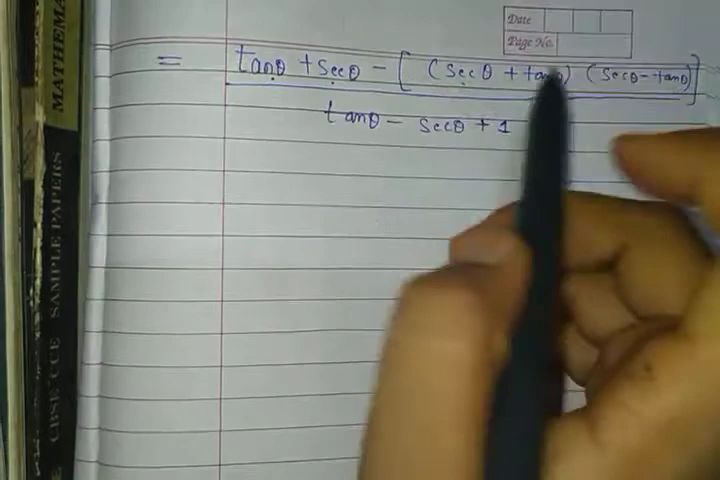 Date
Page No.
= tanθ + secθ - [ (secθ + tanθ) (secθ - tanθ) ]
tanθ - secθ + 1
MATHEMA
CBSE CCE SAMPLE PAPERS